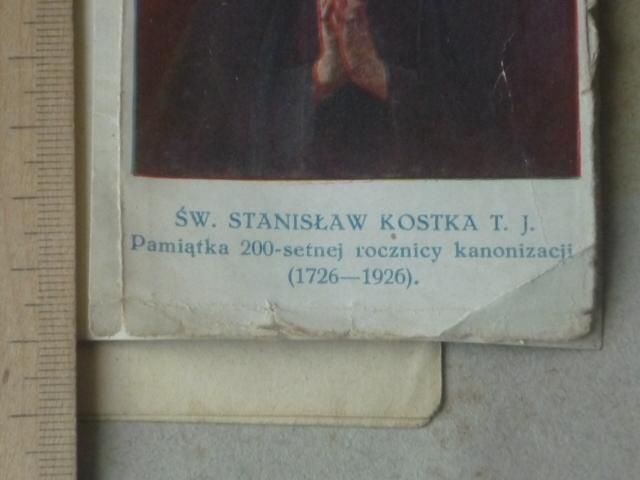 ŚW. STANISŁAW KOSTKA T. J.
Pamiątka 200-setnej rocznicy kanonizacji
(1726—1926).